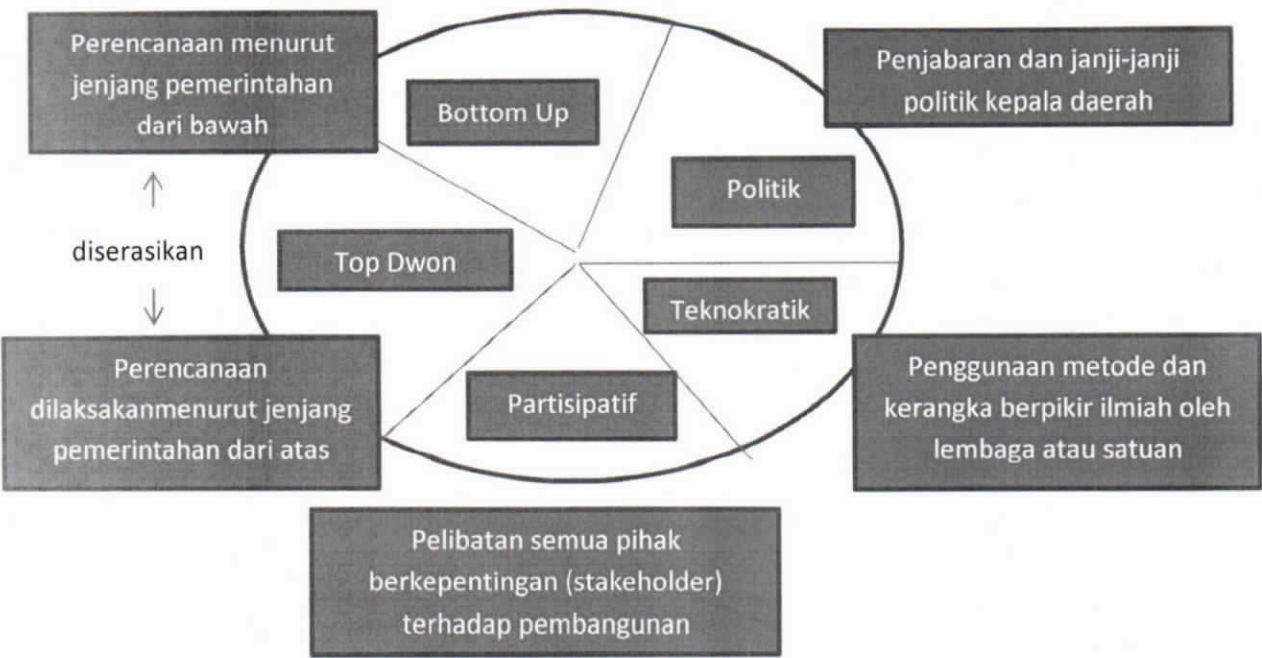 Perencanaan menurut
jenjang pemerintahan
dari bawah
Bottom Up
Penjabaran dan janji-janji
politik kepala daerah
Politik
diserasikan
Top Dwon
Teknokratik
Perencanaan
dilaksakanmenurut jenjang
pemerintahan dari atas
Partisipatif
Penggunaan metode dan
kerangka berpikir ilmiah oleh
lembaga atau satuan
Pelibatan semua pihak
berkepentingan (stakeholder)
terhadap pembangunan